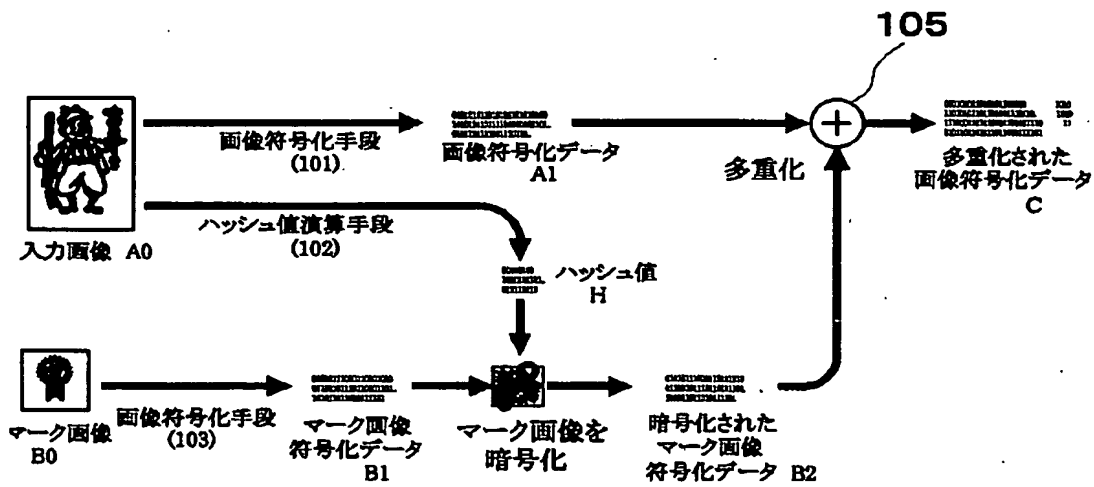 105
画像符号化手段
(101)
画像符号化データ
A1
多重化
多重化された
画像符号化データ
C
ハッシュ値演算手段
(102)
入力画像 A0
ハッシュ値
H
マーク画像
B0
画像符号化手段
(103)
マーク画像
符号化データ
B1
マーク画像を
暗号化
暗号化された
マーク画像
符号化データ B2